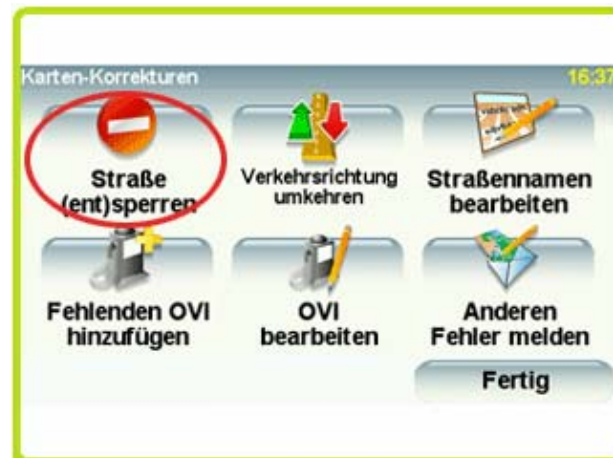 Karten-Korrekturen 16:37
Straße
(ent)sperren
Verkehrsrichtung
umkehren
Straßennamen
bearbeiten
Fehlenden OVI
hinzufügen
OVI
bearbeiten
Anderen
Fehler melden
Fertig